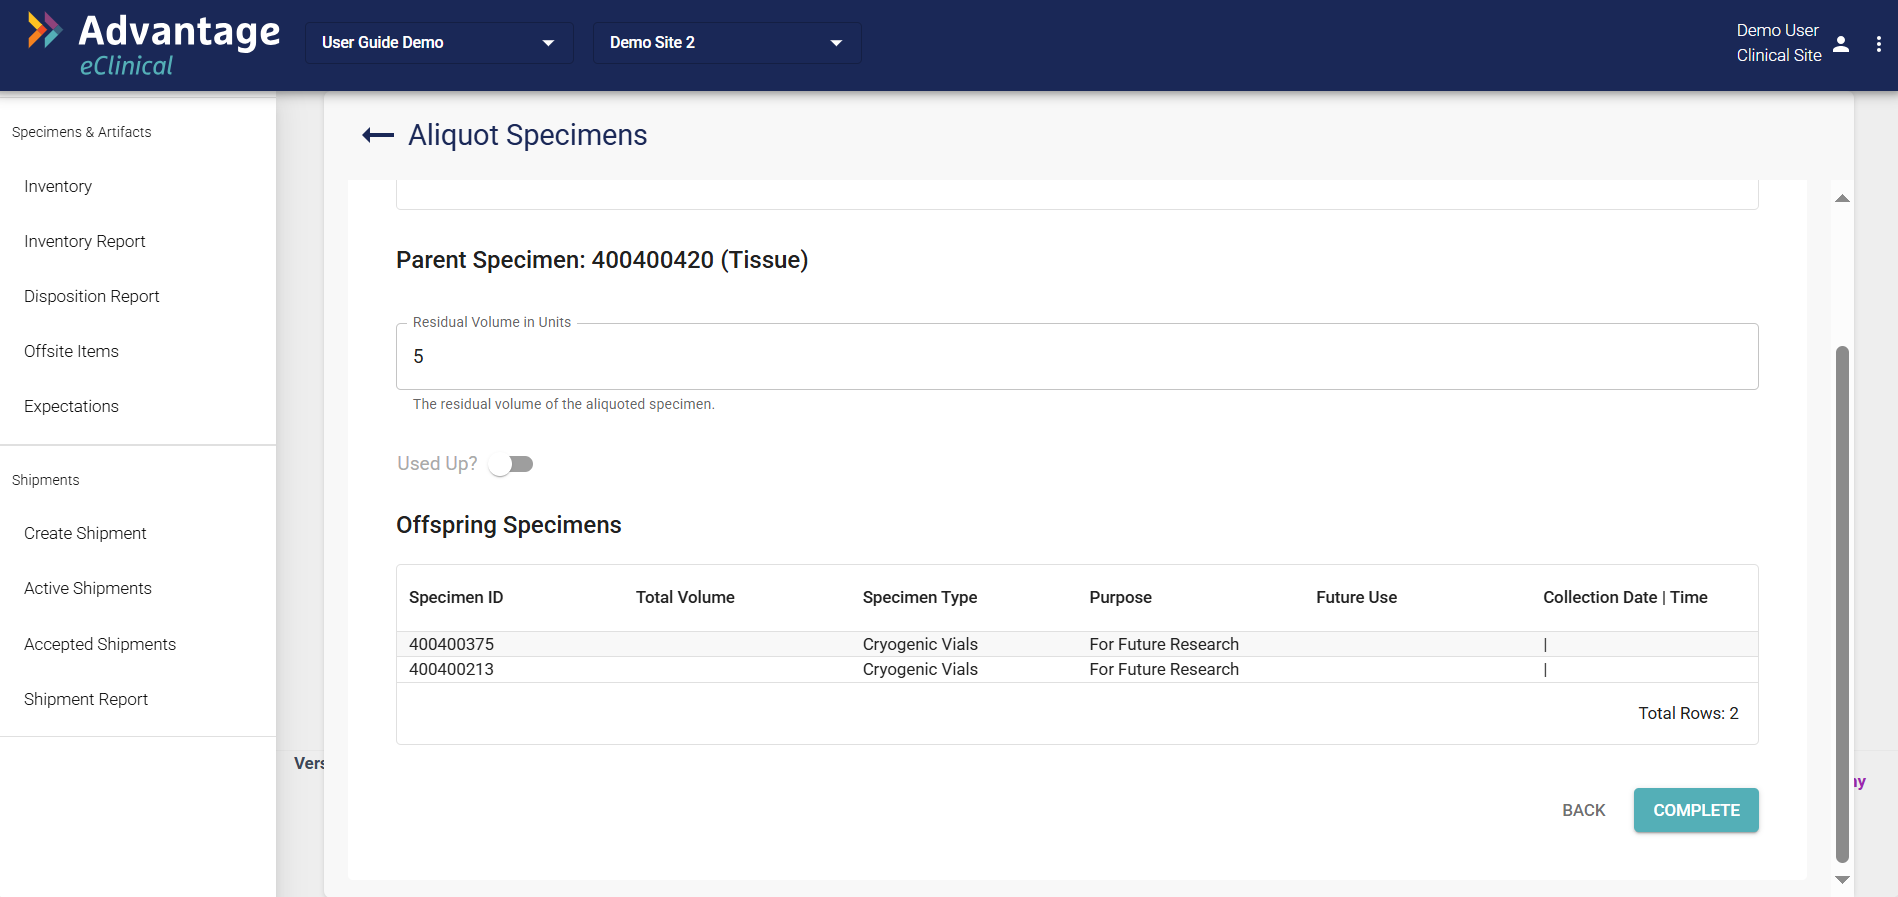 Advantage
eClinical
User Guide Demo
Demo Site 2
Demo User
Clinical Site
Specimens & Artifacts
Inventory
Inventory Report
Disposition Report
Offsite Items
Expectations
Shipments
Create Shipment
Active Shipments
Accepted Shipments
Shipment Report
Aliquot Specimens
Parent Specimen: 400400420 (Tissue)
Residual Volume in Units
5
The residual volume of the aliquoted specimen.
Used Up?
Offspring Specimens
Specimen ID Total Volume Specimen Type Purpose Future Use Collection Date | Time
400400375 Cryogenic Vials For Future Research |
400400213 Cryogenic Vials For Future Research |
Total Rows: 2
BACK COMPLETE